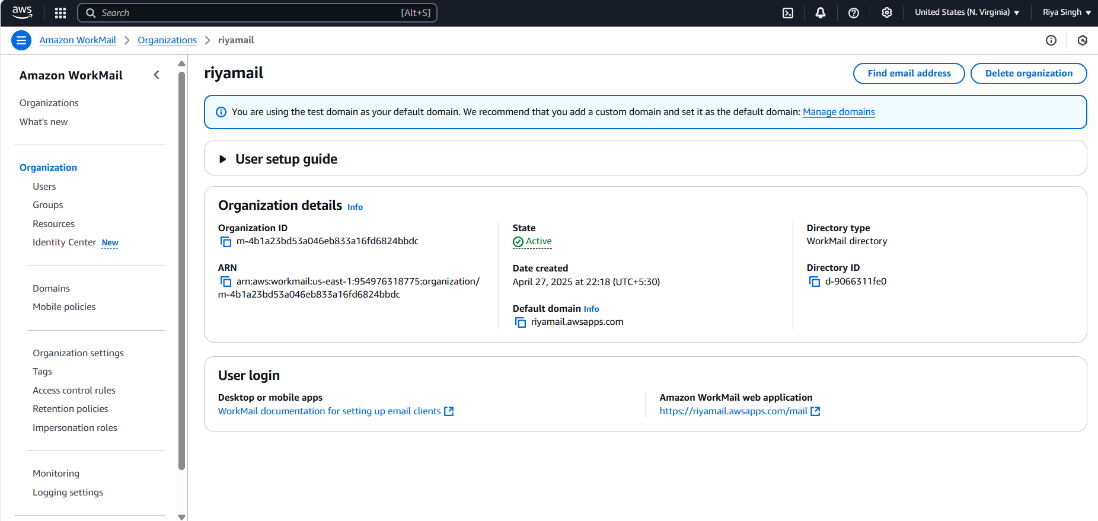 aws
Search
[Alt+S]
United States (N. Virginia)
Riya Singh
Amazon WorkMail
Organizations
riyamail
Amazon WorkMail
Organizations
What's new
Organization
Users
Groups
Resources
Identity Center New
Domains
Mobile policies
Organization settings
Tags
Access control rules
Retention policies
Impersonation roles
Monitoring
Logging settings
riyamail
Find email address
Delete organization
You are using the test domain as your default domain. We recommend that you add a custom domain and set it as the default domain: Manage domains
User setup guide
Organization details Info
Organization ID
m-4b1a23bd53a046eb833a16fd6824bbdc
ARN
arn:aws:workmail:us-east-1:954976318775:organization/
m-4b1a23bd53a046eb833a16fd6824bbdc
State
Active
Date created
April 27, 2025 at 22:18 (UTC+5:30)
Default domain Info
riyamail.awsapps.com
Directory type
WorkMail directory
Directory ID
d-9066311fe0
User login
Desktop or mobile apps
WorkMail documentation for setting up email clients
Amazon WorkMail web application
https://riyamail.awsapps.com/mail